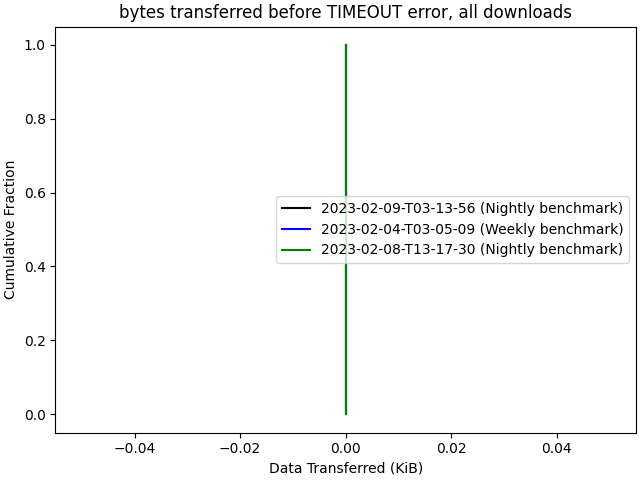 bytes transferred before TIMEOUT error, all downloads
1.0
0.8
0.6
0.4
0.2
0.0
Cumulative Fraction
2023-02-09-T03-13-56 (Nightly benchmark)
2023-02-04-T03-05-09 (Weekly benchmark)
2023-02-08-T13-17-30 (Nightly benchmark)
−0.04 −0.02 0.00 0.02 0.04
Data Transferred (KiB)